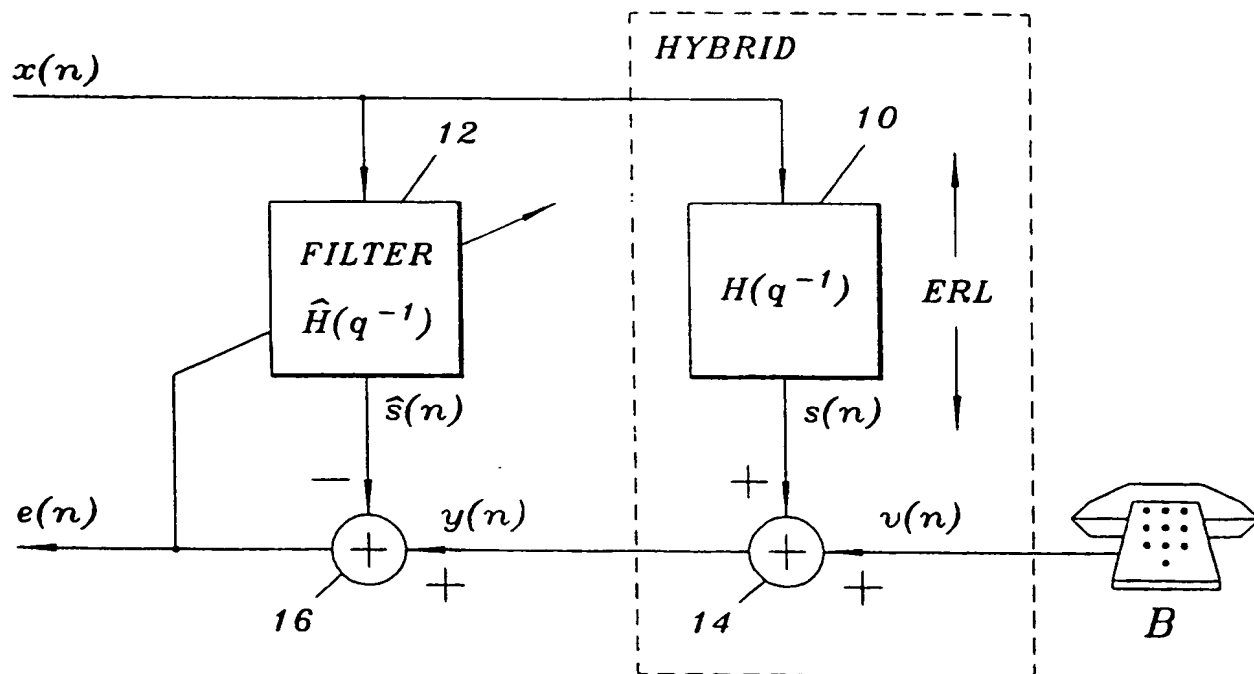 HYBRID
x(n)
12
10
FILTER
Ĥ(q⁻¹)
H(q⁻¹)
ERL
ŝ(n)
s(n)
−
+
e(n)
y(n)
v(n)
+
+
+
+
16
14
B